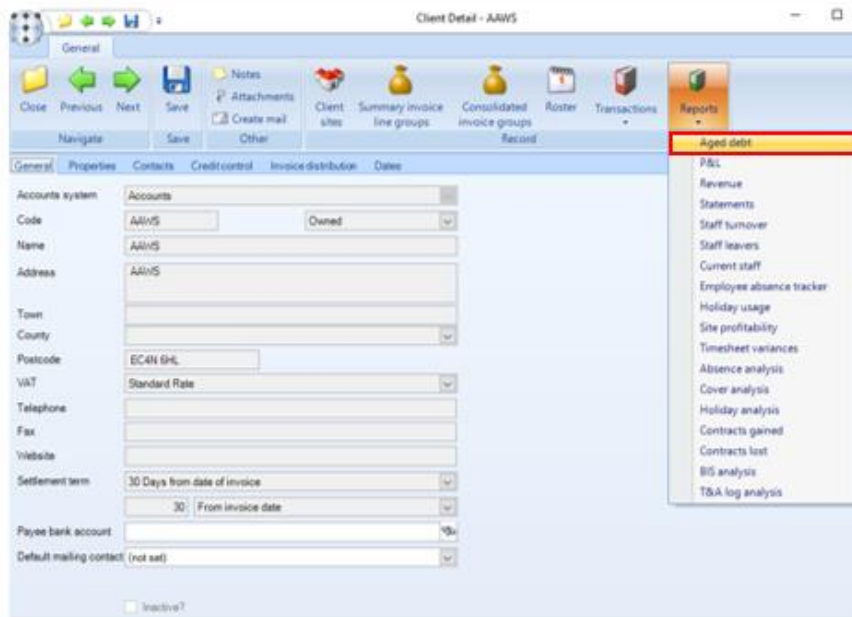 Client Detail - AAWS
General
Close
Previous
Next
Save
Notes
Attachments
Create mail
Client sites
Summary invoice line groups
Consolidated invoice groups
Roster
Transactions
Reports
Navigate
Save
Other
Record
General Properties Contacts Credit control Invoice distribution Dates
Accounts system Accounts
Code AAWS Owned
Name AAWS
Address AAWS
Town
County
Postcode EC4N 6HL
VAT Standard Rate
Telephone
Fax
Website
Settlement term 30 Days from date of invoice
30 From invoice date
Payee bank account
Default mailing contact (not set)
Inactive?
Aged debt
P&L
Revenue
Statements
Staff turnover
Staff leavers
Current staff
Employee absence tracker
Holiday usage
Site profitability
Timesheet variances
Absence analysis
Cover analysis
Holiday analysis
Contracts gained
Contracts lost
BIS analysis
T&A log analysis